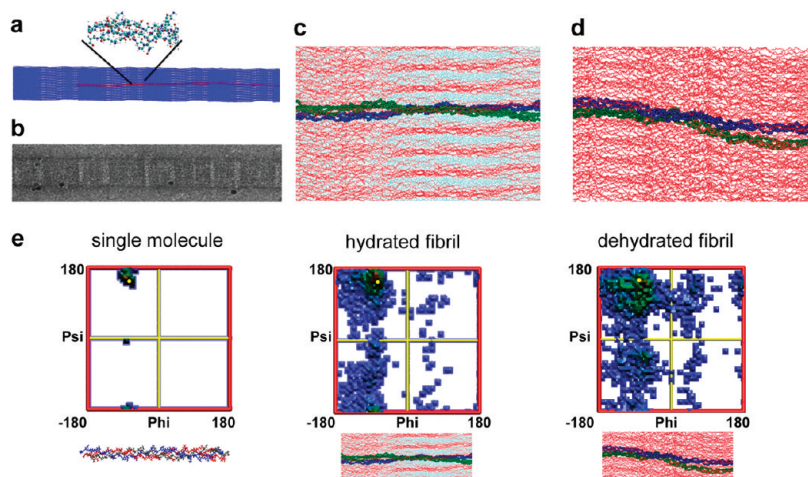 a
b
c
d
e
single molecule
hydrated fibril
dehydrated fibril
180
Psi
-180
Phi
180
180
Psi
-180
Phi
180
180
Psi
-180
Phi
180